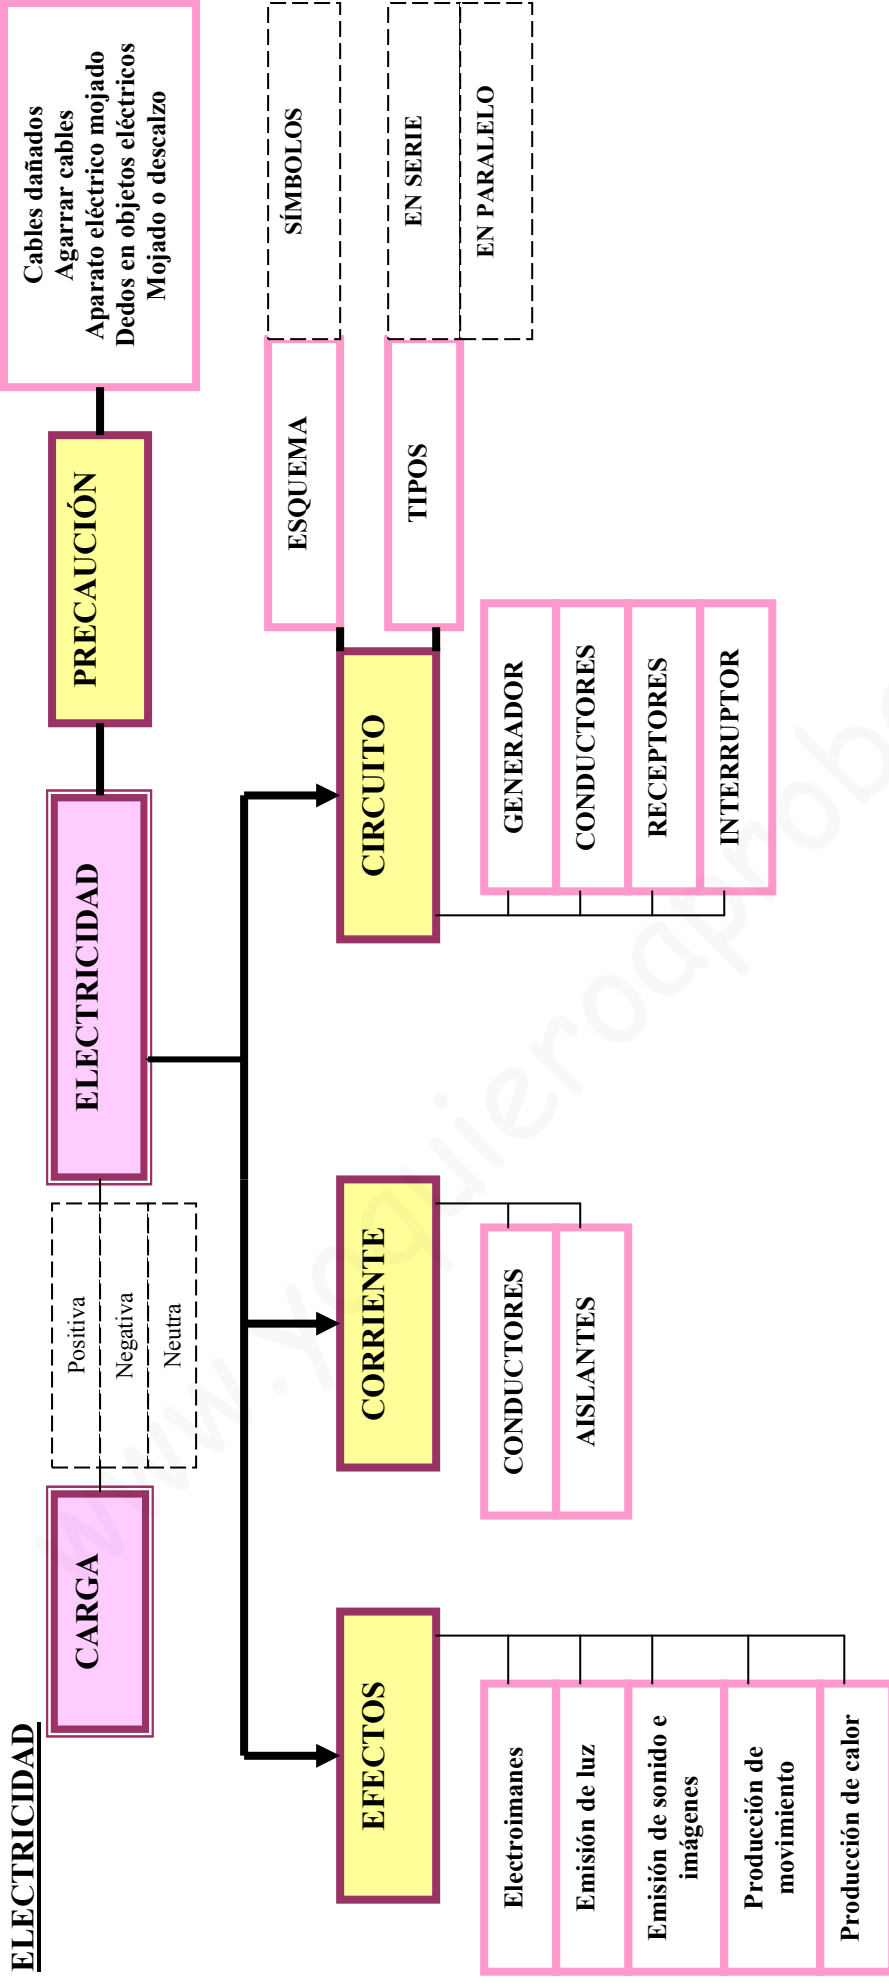 ELECTRICIDAD
CARGA
Positiva
Negativa
Neutra
ELECTRICIDAD
PRECAUCIÓN
Cables dañados
Agarrar cables
Aparato eléctrico mojado
Dedos en objetos eléctricos
Mojado o descalzo
EFECTOS
Electroimanes
Emisión de luz
Emisión de sonido e
imágenes
Producción de
movimiento
Producción de calor
CORRIENTE
CONDUCTORES
AISLANTES
CIRCUITO
GENERADOR
CONDUCTORES
RECEPTORES
INTERRUPTOR
ESQUEMA
SÍMBOLOS
TIPOS
EN SERIE
EN PARALELO
www.yoquieroaprob